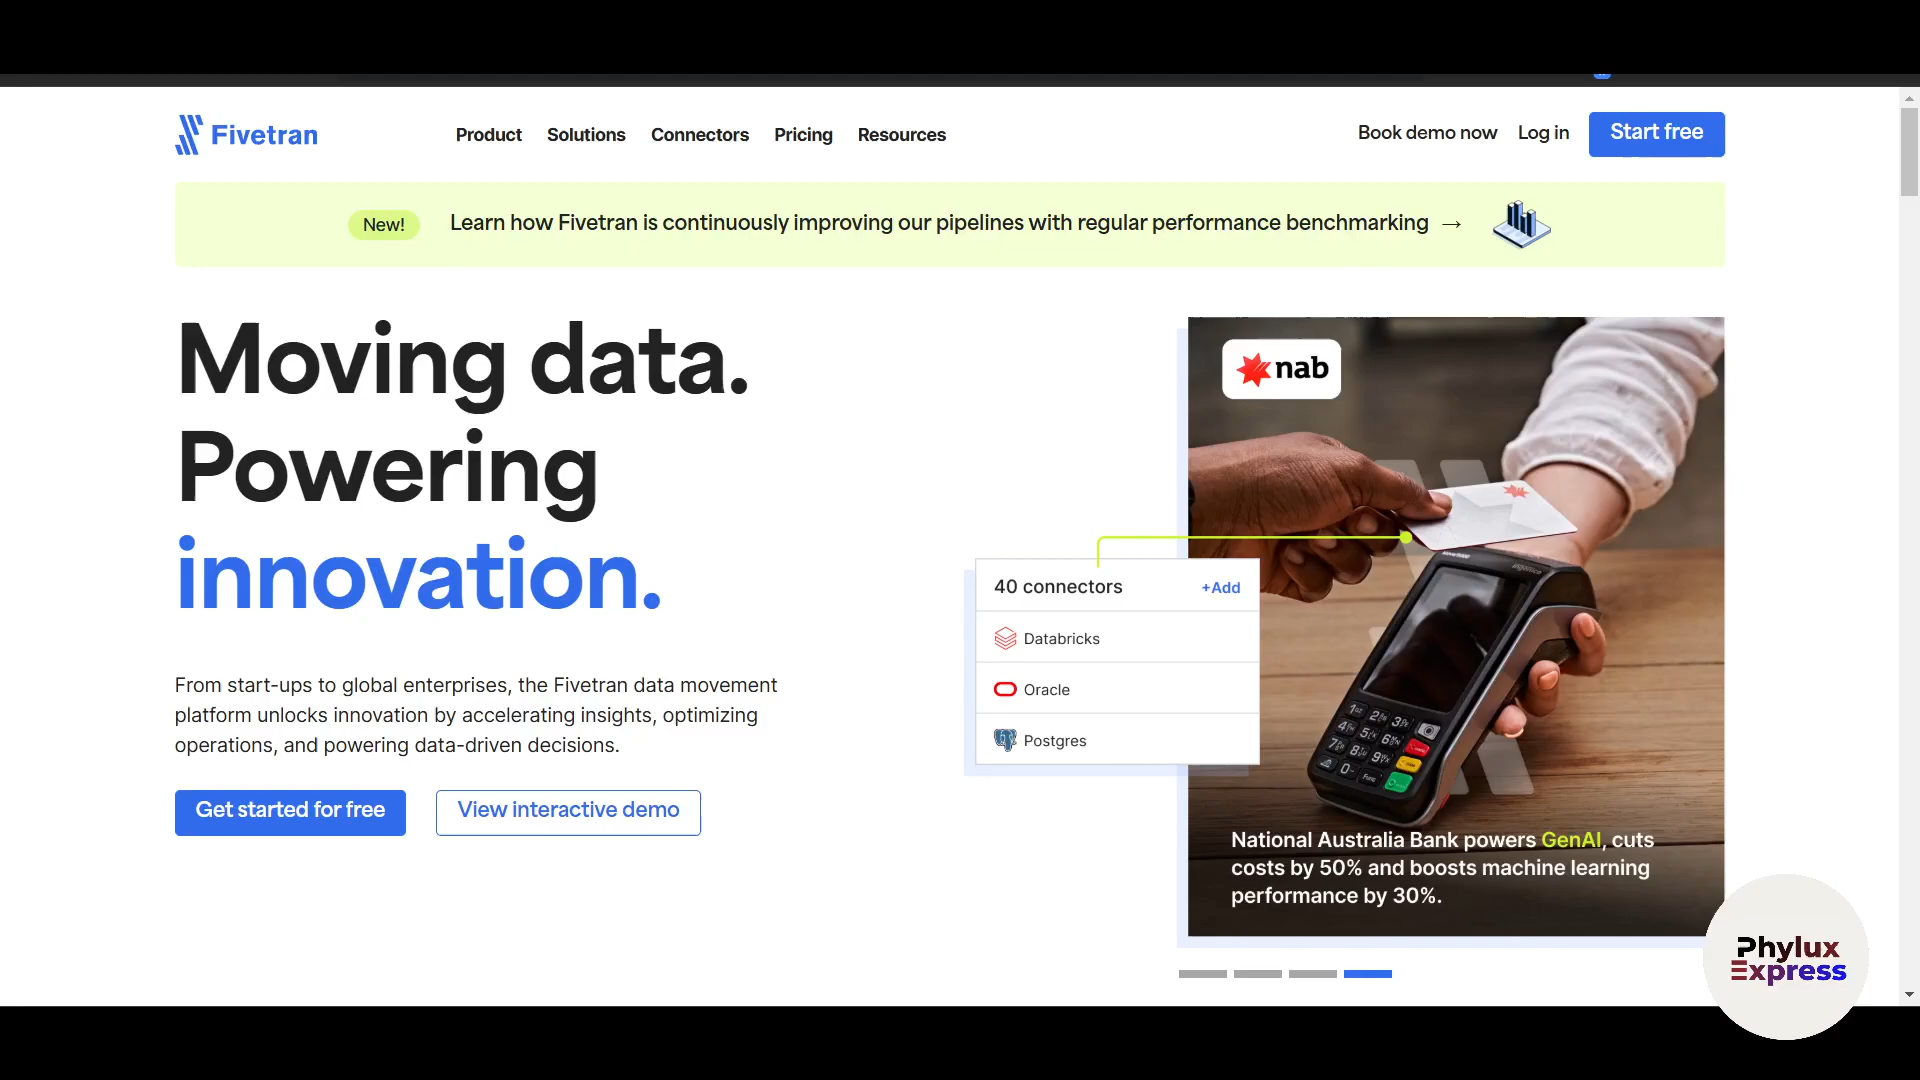 Fivetran
Product Solutions Connectors Pricing Resources
Book demo now Log in Start free
New! Learn how Fivetran is continuously improving our pipelines with regular performance benchmarking →
Moving data.
Powering
innovation.
From start-ups to global enterprises, the Fivetran data movement
platform unlocks innovation by accelerating insights, optimizing
operations, and powering data-driven decisions.
Get started for free View interactive demo
nab
40 connectors +Add
Databricks
Oracle
Postgres
National Australia Bank powers GenAI, cuts
costs by 50% and boosts machine learning
performance by 30%.
Phylux
Express